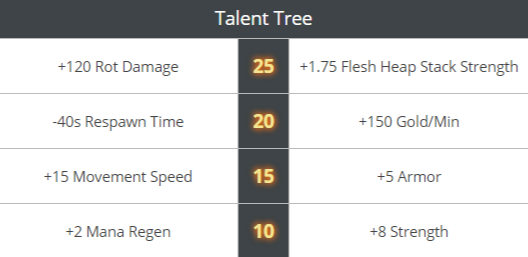 Talent Tree
+120 Rot Damage 25 +1.75 Flesh Heap Stack Strength
-40s Respawn Time 20 +150 Gold/Min
+15 Movement Speed 15 +5 Armor
+2 Mana Regen 10 +8 Strength